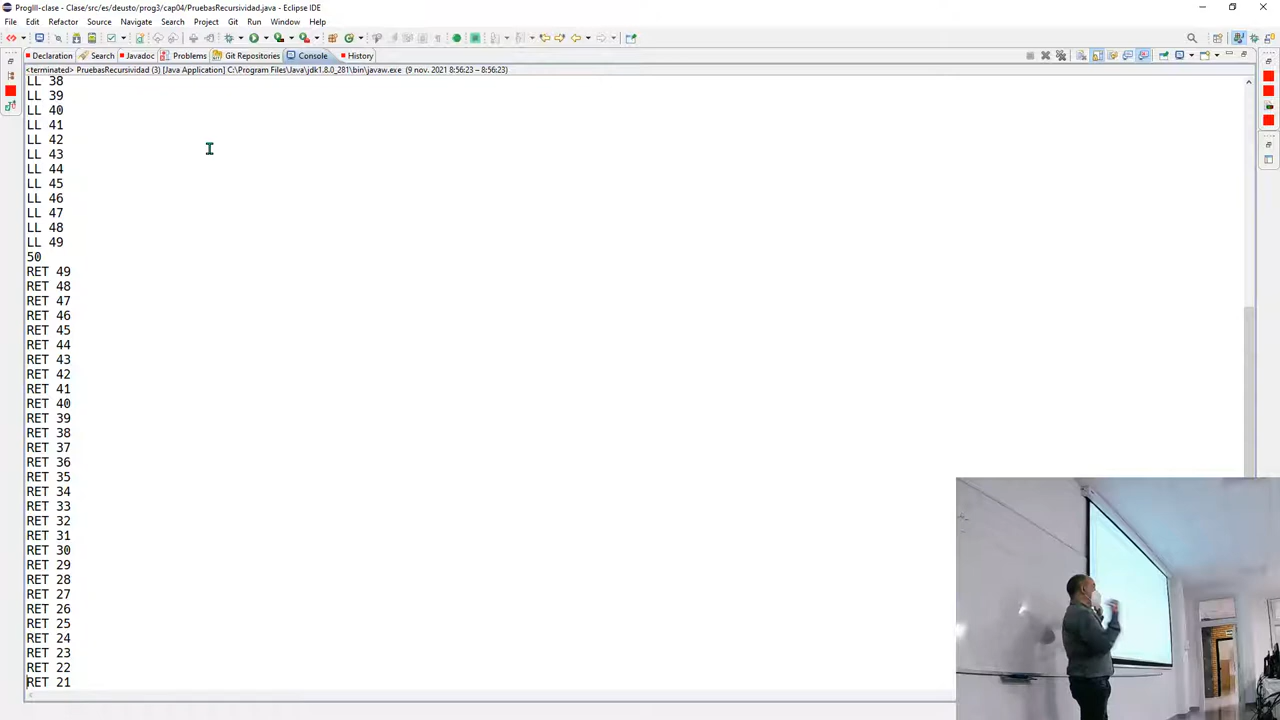 ProgIII-clase - Clase/src/es/deusto/prog3/cap04/PruebasRecursividad.java - Eclipse IDE
File Edit Refactor Source Navigate Search Project Git Run Window Help
Declaration Search Javadoc Problems Git Repositories Console History
<terminated> PruebasRecursividad (3) [Java Application] C:\Program Files\Java\jdk1.8.0_281\bin\javaw.exe (9 nov. 2021 8:56:23 – 8:56:23)
LL 38
LL 39
LL 40
LL 41
LL 42
LL 43
LL 44
LL 45
LL 46
LL 47
LL 48
LL 49
50
RET 49
RET 48
RET 47
RET 46
RET 45
RET 44
RET 43
RET 42
RET 41
RET 40
RET 39
RET 38
RET 37
RET 36
RET 35
RET 34
RET 33
RET 32
RET 31
RET 30
RET 29
RET 28
RET 27
RET 26
RET 25
RET 24
RET 23
RET 22
RET 21